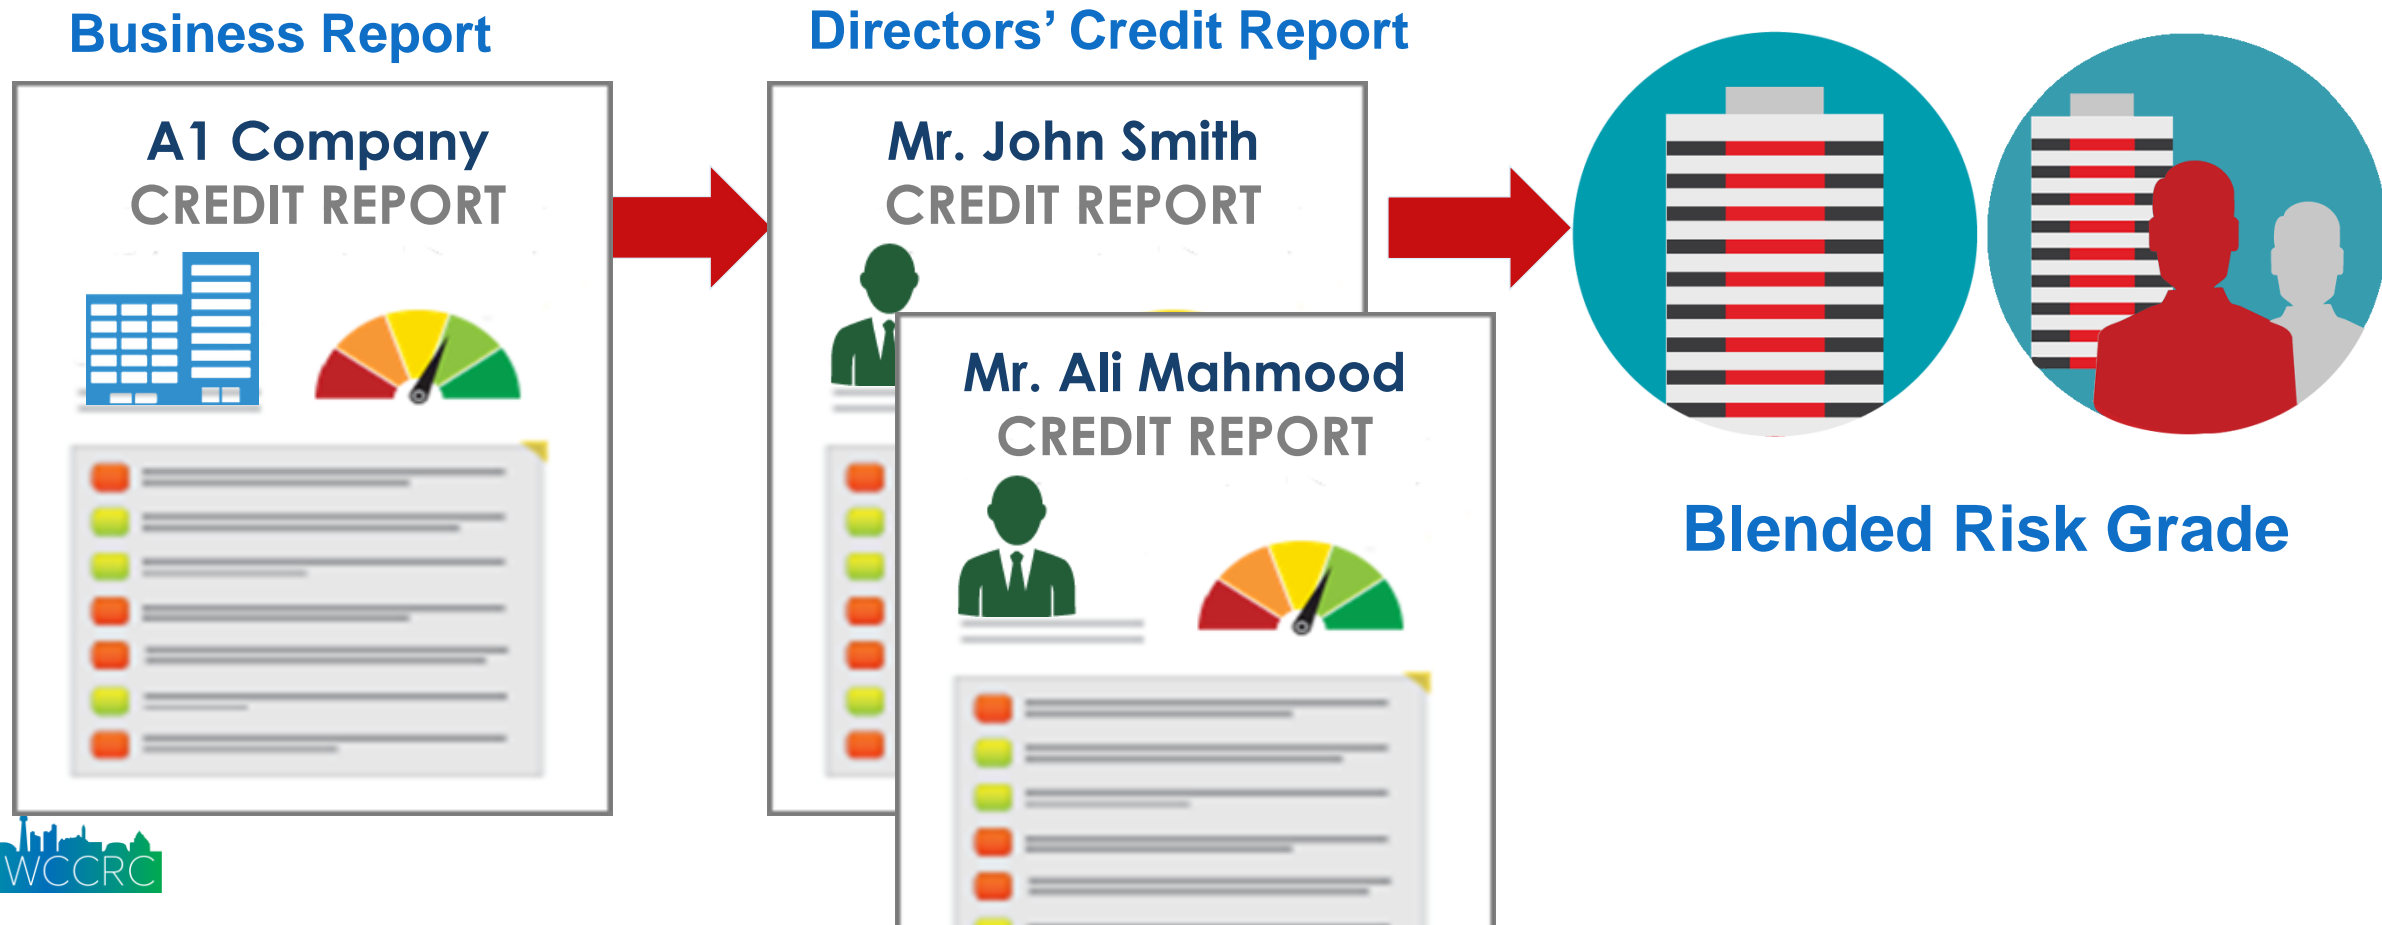 Business Report
A1 Company
CREDIT REPORT
Directors’ Credit Report
Mr. John Smith
CREDIT REPORT
Mr. Ali Mahmood
CREDIT REPORT
Blended Risk Grade
WCCRC